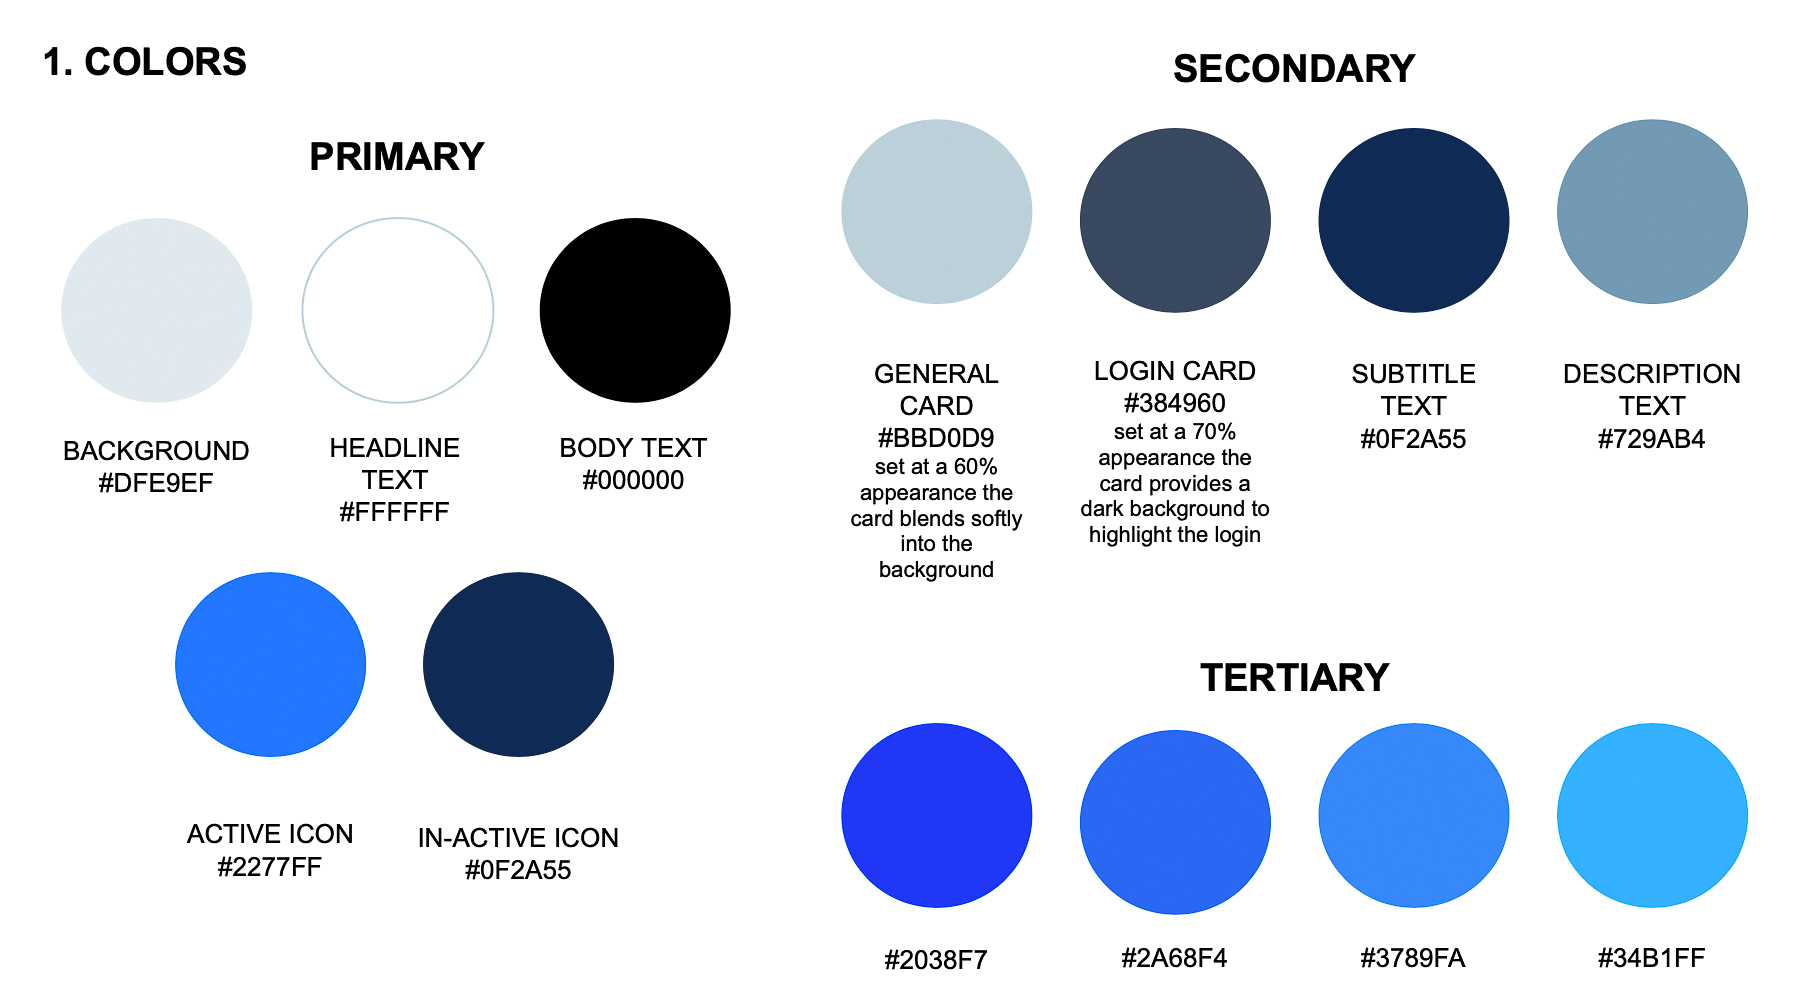 1. COLORS
PRIMARY
BACKGROUND
#DFE9EF
HEADLINE
TEXT
#FFFFFF
BODY TEXT
#000000
ACTIVE ICON
#2277FF
IN-ACTIVE ICON
#0F2A55
SECONDARY
GENERAL
CARD
#BBD0D9
set at a 60%
appearance the
card blends softly
into the
background
LOGIN CARD
#384960
set at a 70%
appearance the
card provides a
dark background to
highlight the login
SUBTITLE
TEXT
#0F2A55
DESCRIPTION
TEXT
#729AB4
TERTIARY
#2038F7
#2A68F4
#3789FA
#34B1FF